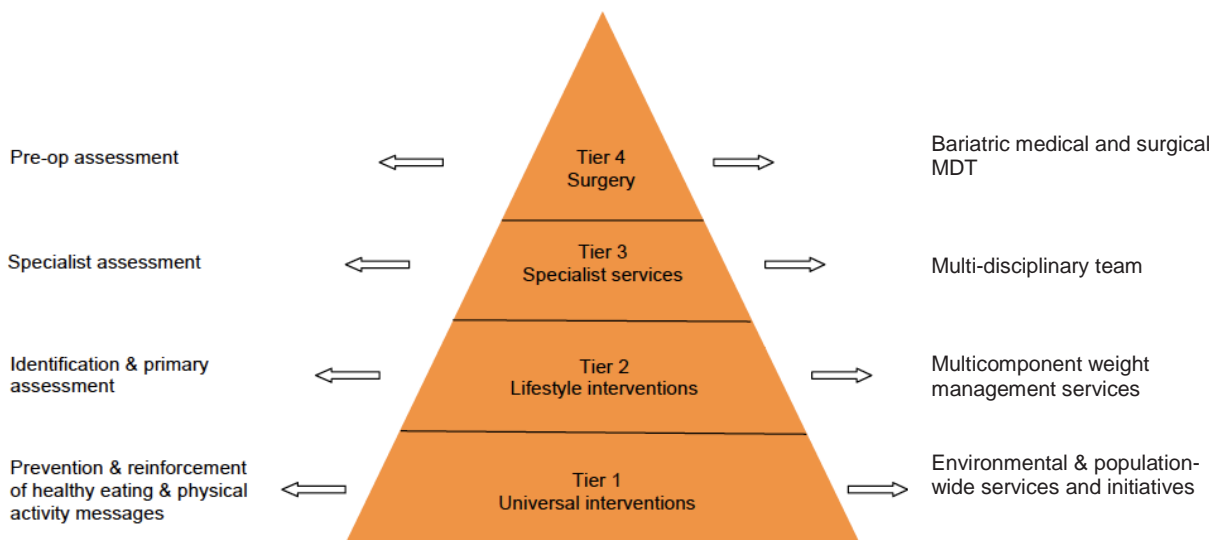 Pre-op assessment
Tier 4
Surgery
Bariatric medical and surgical
MDT
Specialist assessment
Tier 3
Specialist services
Multi-disciplinary team
Identification & primary
assessment
Tier 2
Lifestyle interventions
Multicomponent weight
management services
Prevention & reinforcement
of healthy eating & physical
activity messages
Tier 1
Universal interventions
Environmental & population-
wide services and initiatives